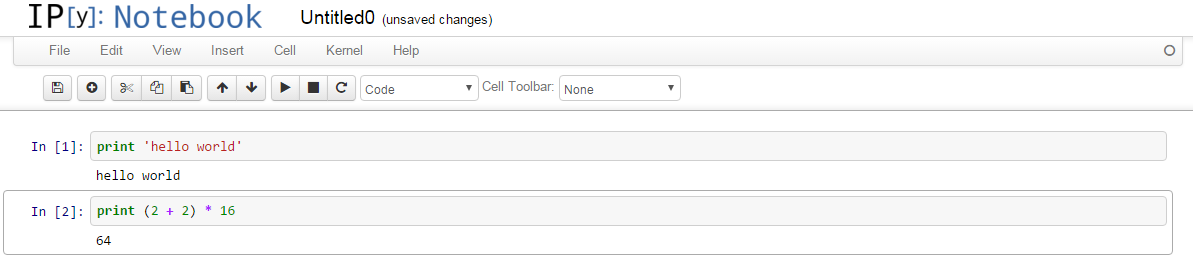 IP[y]: Notebook Untitled0 (unsaved changes)
File Edit View Insert Cell Kernel Help
Code Cell Toolbar: None
In [1]: print 'hello world'
hello world
In [2]: print (2 + 2) * 16
64